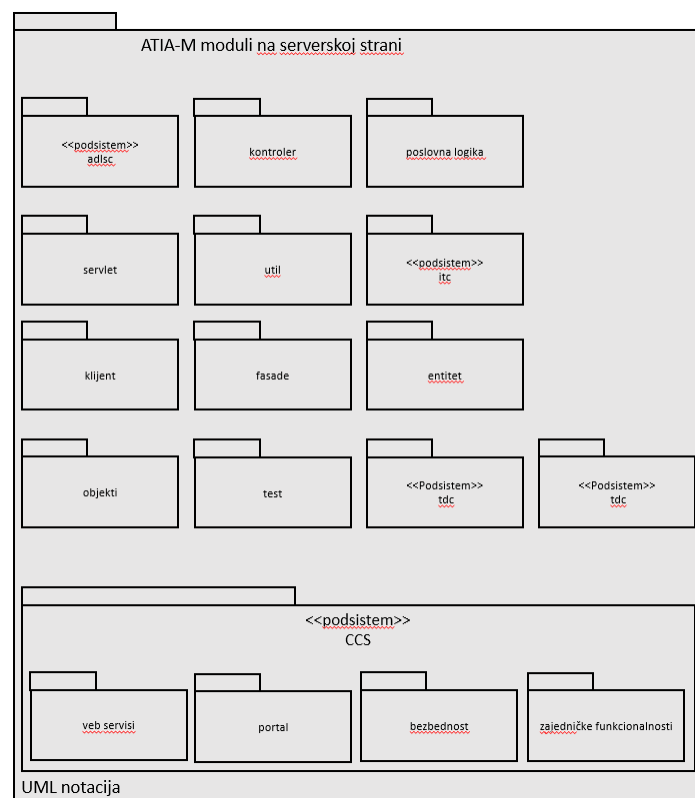 ATIA-M moduli na serverskoj strani
<<podsistem>>
adlsc
kontroler
poslovna logika
servlet
util
<<podsistem>>
itc
klijent
fasade
entitet
objekti
test
<<Podsistem>>
tdc
<<Podsistem>>
tdc
<<podsistem>>
CCS
veb servisi
portal
bezbednost
zajedničke funkcionalnosti
UML notacija